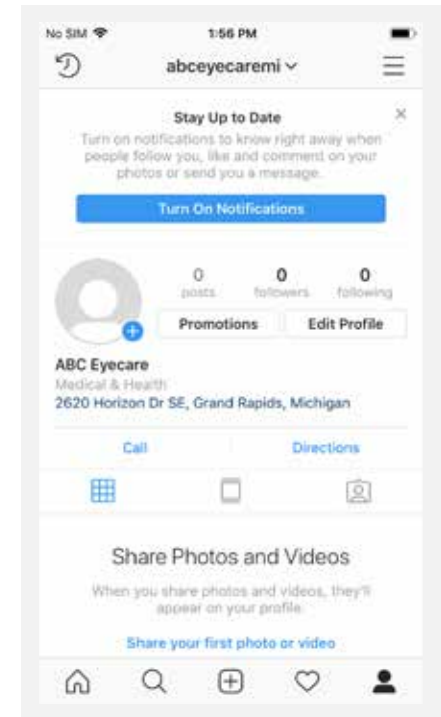 No SIM 1:56 PM
abceyecaremi
Stay Up to Date
Turn on notifications to know right away when
people follow you, like and comment on your
photos or send you a message.
Turn On Notifications
0 0 0
posts followers following
Promotions Edit Profile
ABC Eyecare
Medical & Health
2620 Horizon Dr SE, Grand Rapids, Michigan
Call Directions
Share Photos and Videos
When you share photos and videos, they'll
appear on your profile.
Share your first photo or video